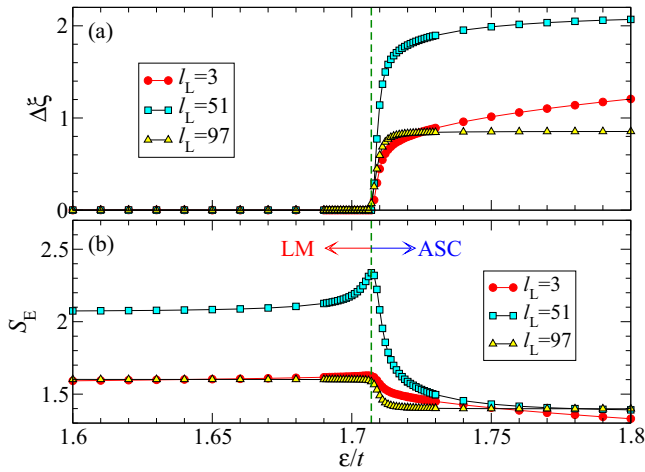 (a)
2
1
0
Δξ
l_L=3
l_L=51
l_L=97
(b)
LM
ASC
2.5
2
1.5
S_E
l_L=3
l_L=51
l_L=97
1.6 1.65 1.7 1.75 1.8
ε/t